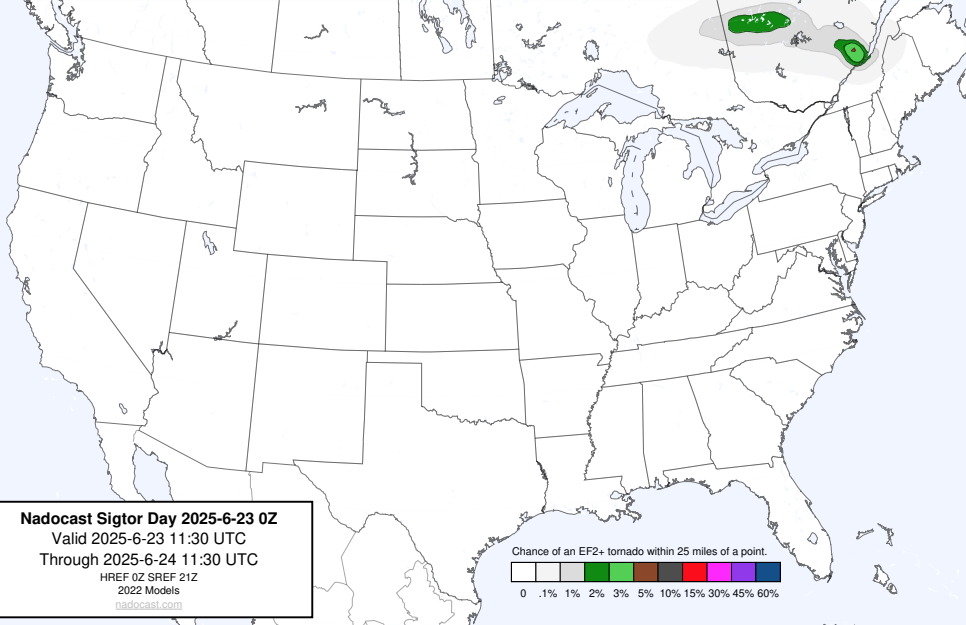 Nadocast Sigtor Day 2025-6-23 0Z
Valid 2025-6-23 11:30 UTC
Through 2025-6-24 11:30 UTC
HREF 0Z SREF 21Z
2022 Models
nadocast.com
Chance of an EF2+ tornado within 25 miles of a point.
0 .1% 1% 2% 3% 5% 10% 15% 30% 45% 60%